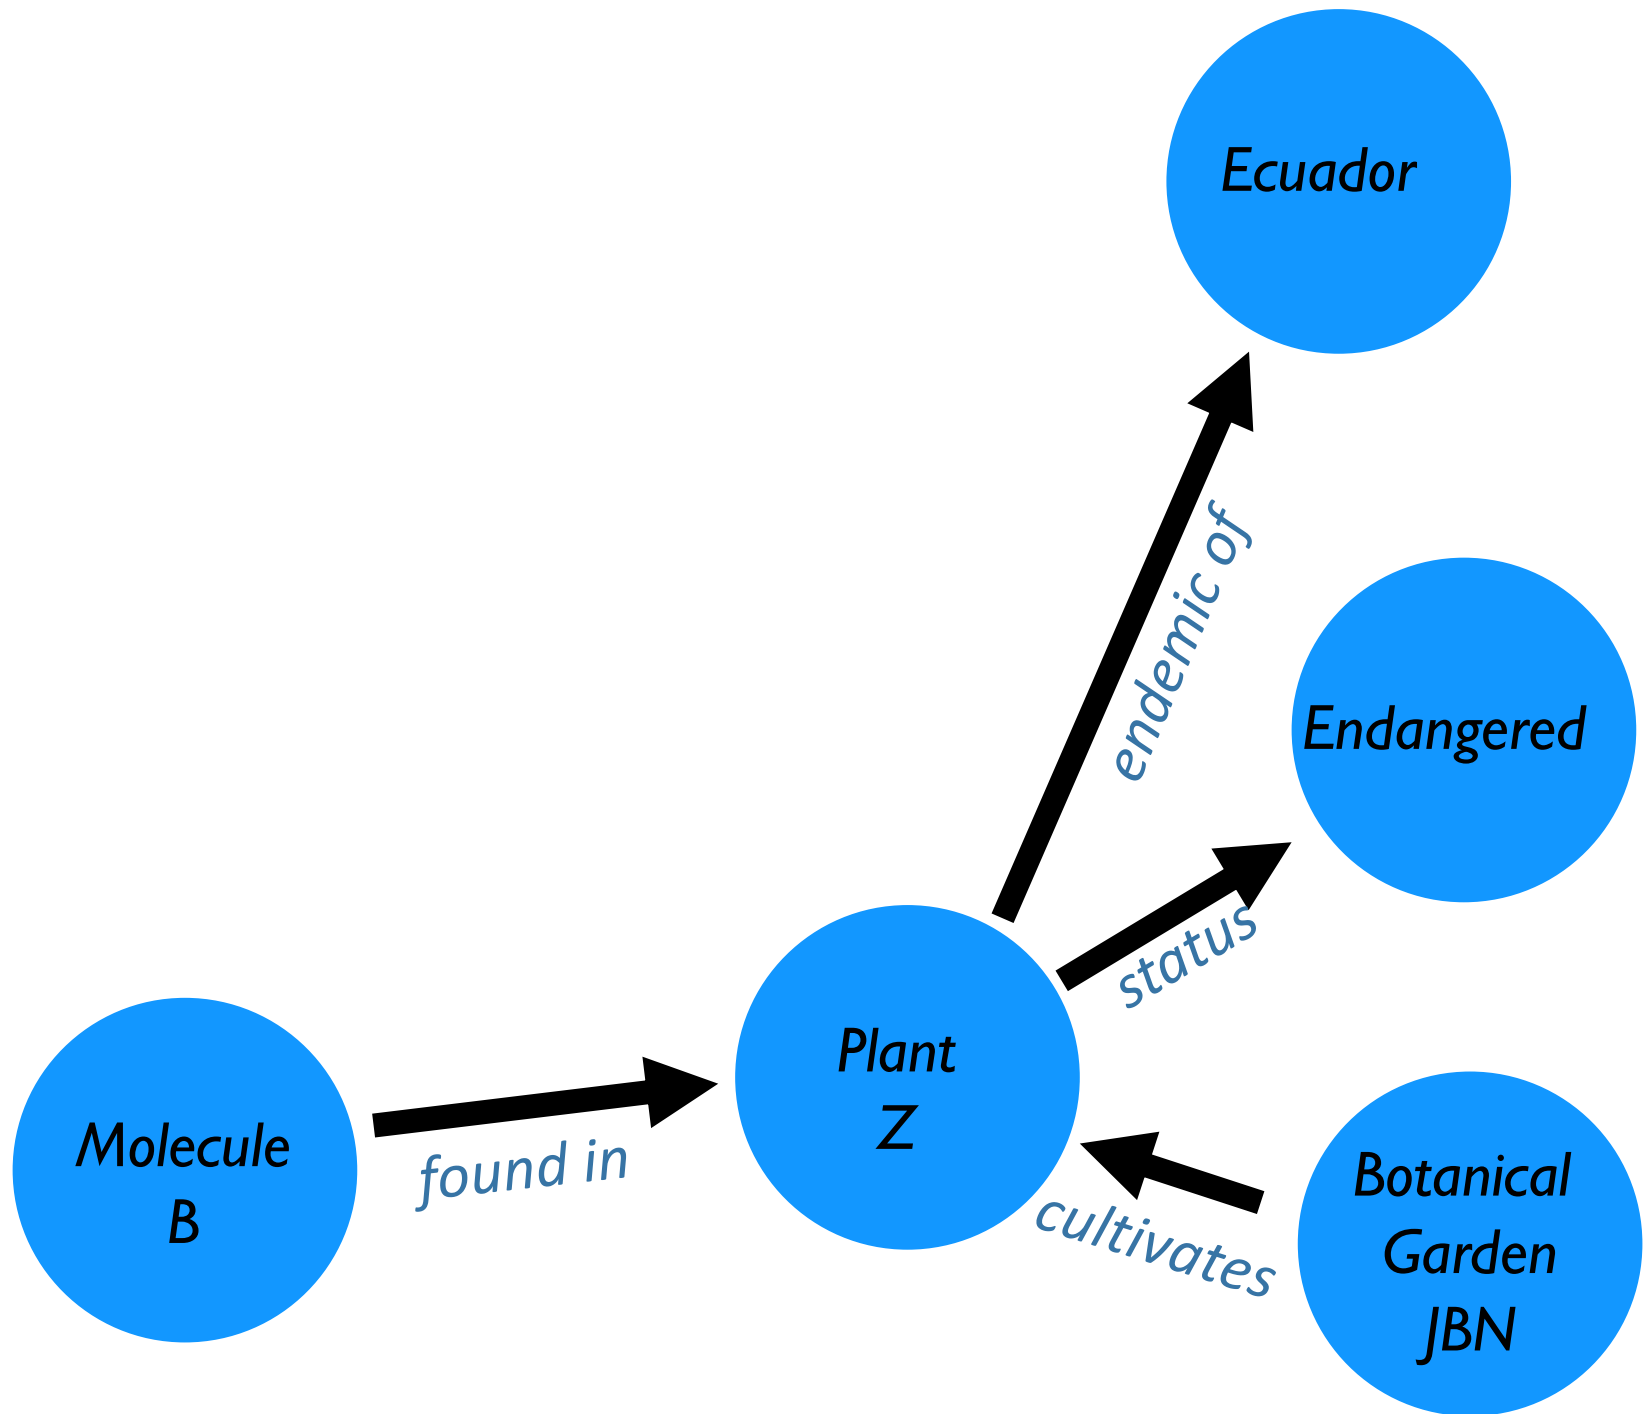 Ecuador
endemic of
Endangered
status
Plant
Z
Molecule
B
found in
cultivates
Botanical
Garden
JBN